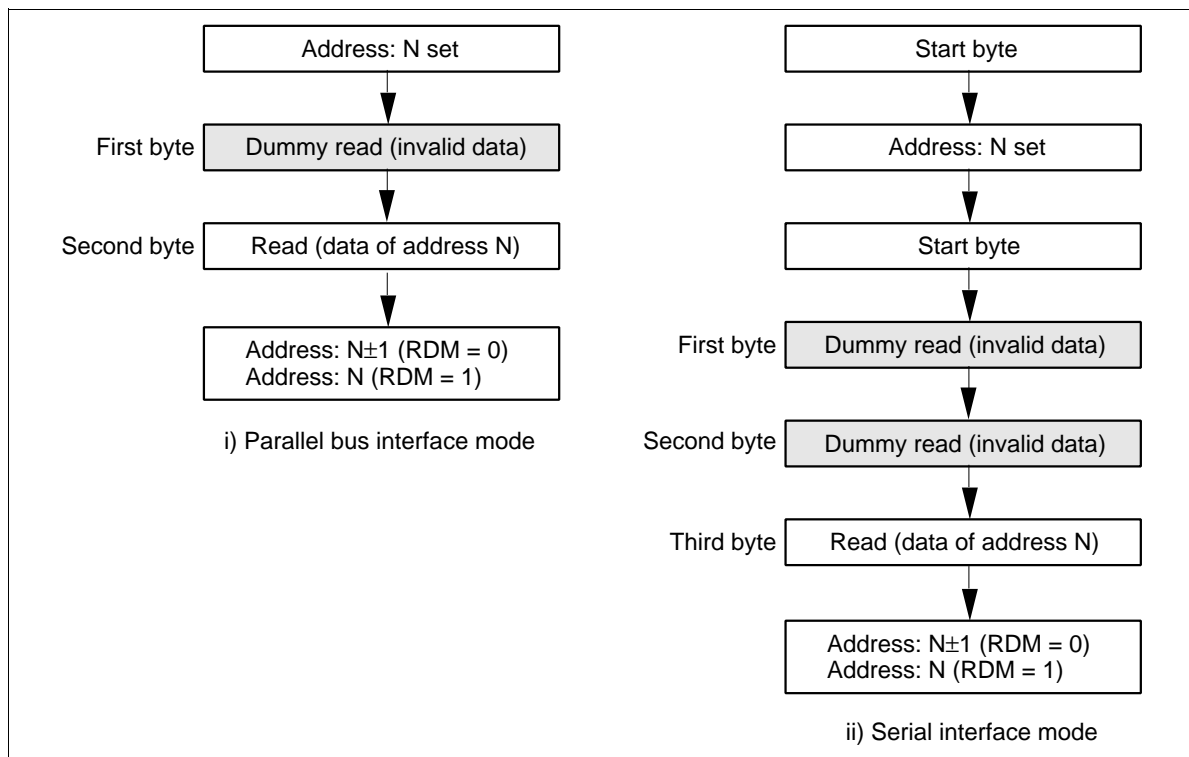 Address: N set
First byte
Dummy read (invalid data)
Second byte
Read (data of address N)
Address: N±1 (RDM = 0)
Address: N (RDM = 1)
i) Parallel bus interface mode
Start byte
Address: N set
Start byte
First byte
Dummy read (invalid data)
Second byte
Dummy read (invalid data)
Third byte
Read (data of address N)
Address: N±1 (RDM = 0)
Address: N (RDM = 1)
ii) Serial interface mode